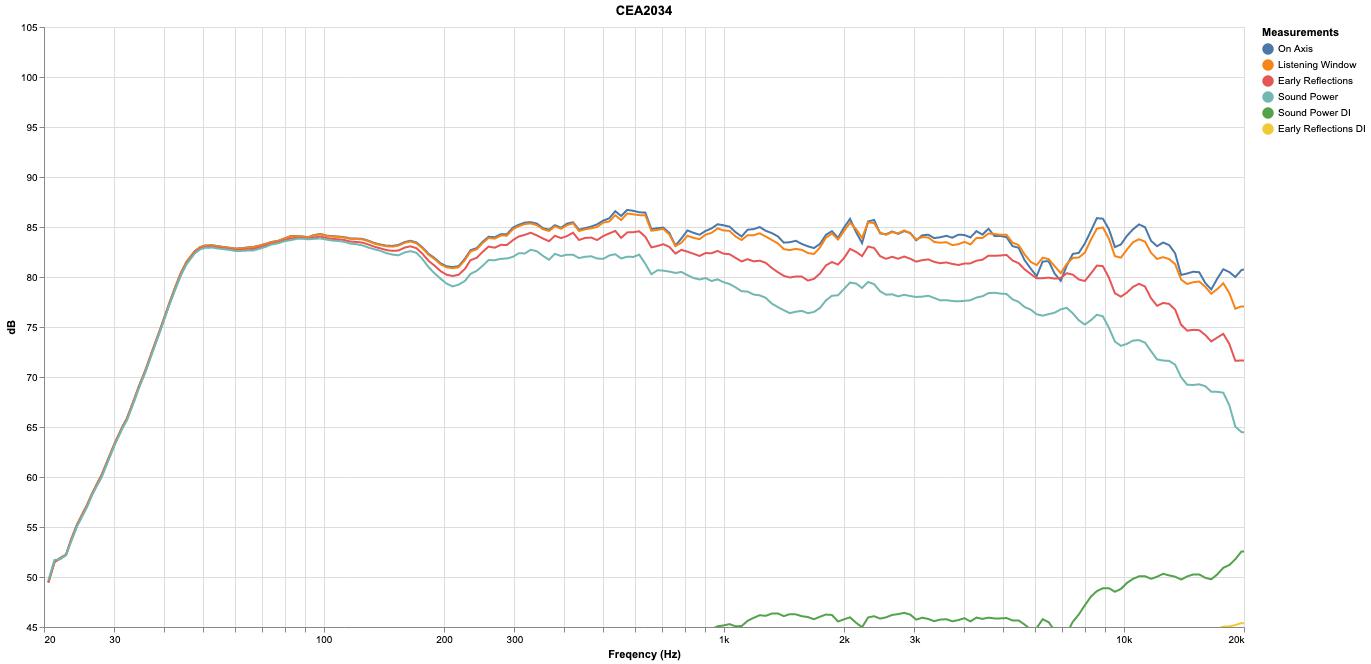 CEA2034
105
100
95
90
85
80
75
70
65
60
55
50
45
dB
20
30
100
200
300
1k
2k
3k
10k
20k
Freqency (Hz)
Measurements
On Axis
Listening Window
Early Reflections
Sound Power
Sound Power DI
Early Reflections DI